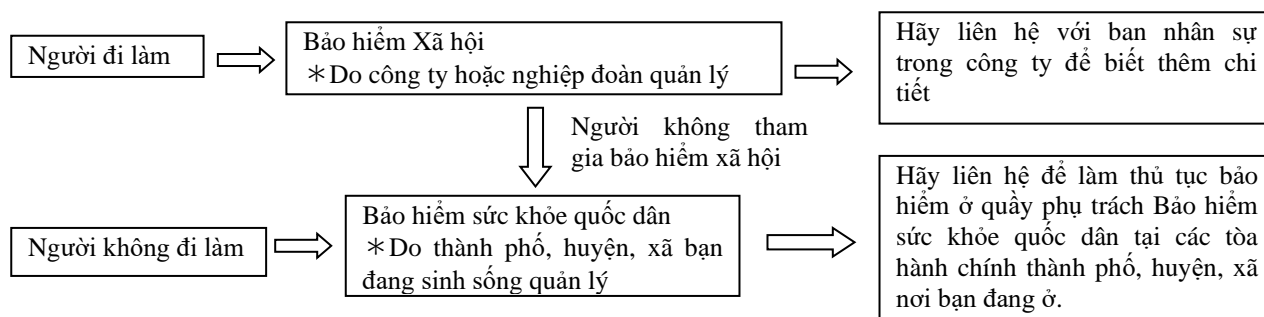 Người đi làm
Bảo hiểm Xã hội
＊Do công ty hoặc nghiệp đoàn quản lý
Hãy liên hệ với ban nhân sự
trong công ty để biết thêm chi
tiết
Người không tham
gia bảo hiểm xã hội
Người không đi làm
Bảo hiểm sức khỏe quốc dân
＊Do thành phố, huyện, xã bạn
đang sinh sống quản lý
Hãy liên hệ để làm thủ tục bảo
hiểm ở quầy phụ trách Bảo hiểm
sức khỏe quốc dân tại các tòa
hành chính thành phố, huyện, xã
nơi bạn đang ở.